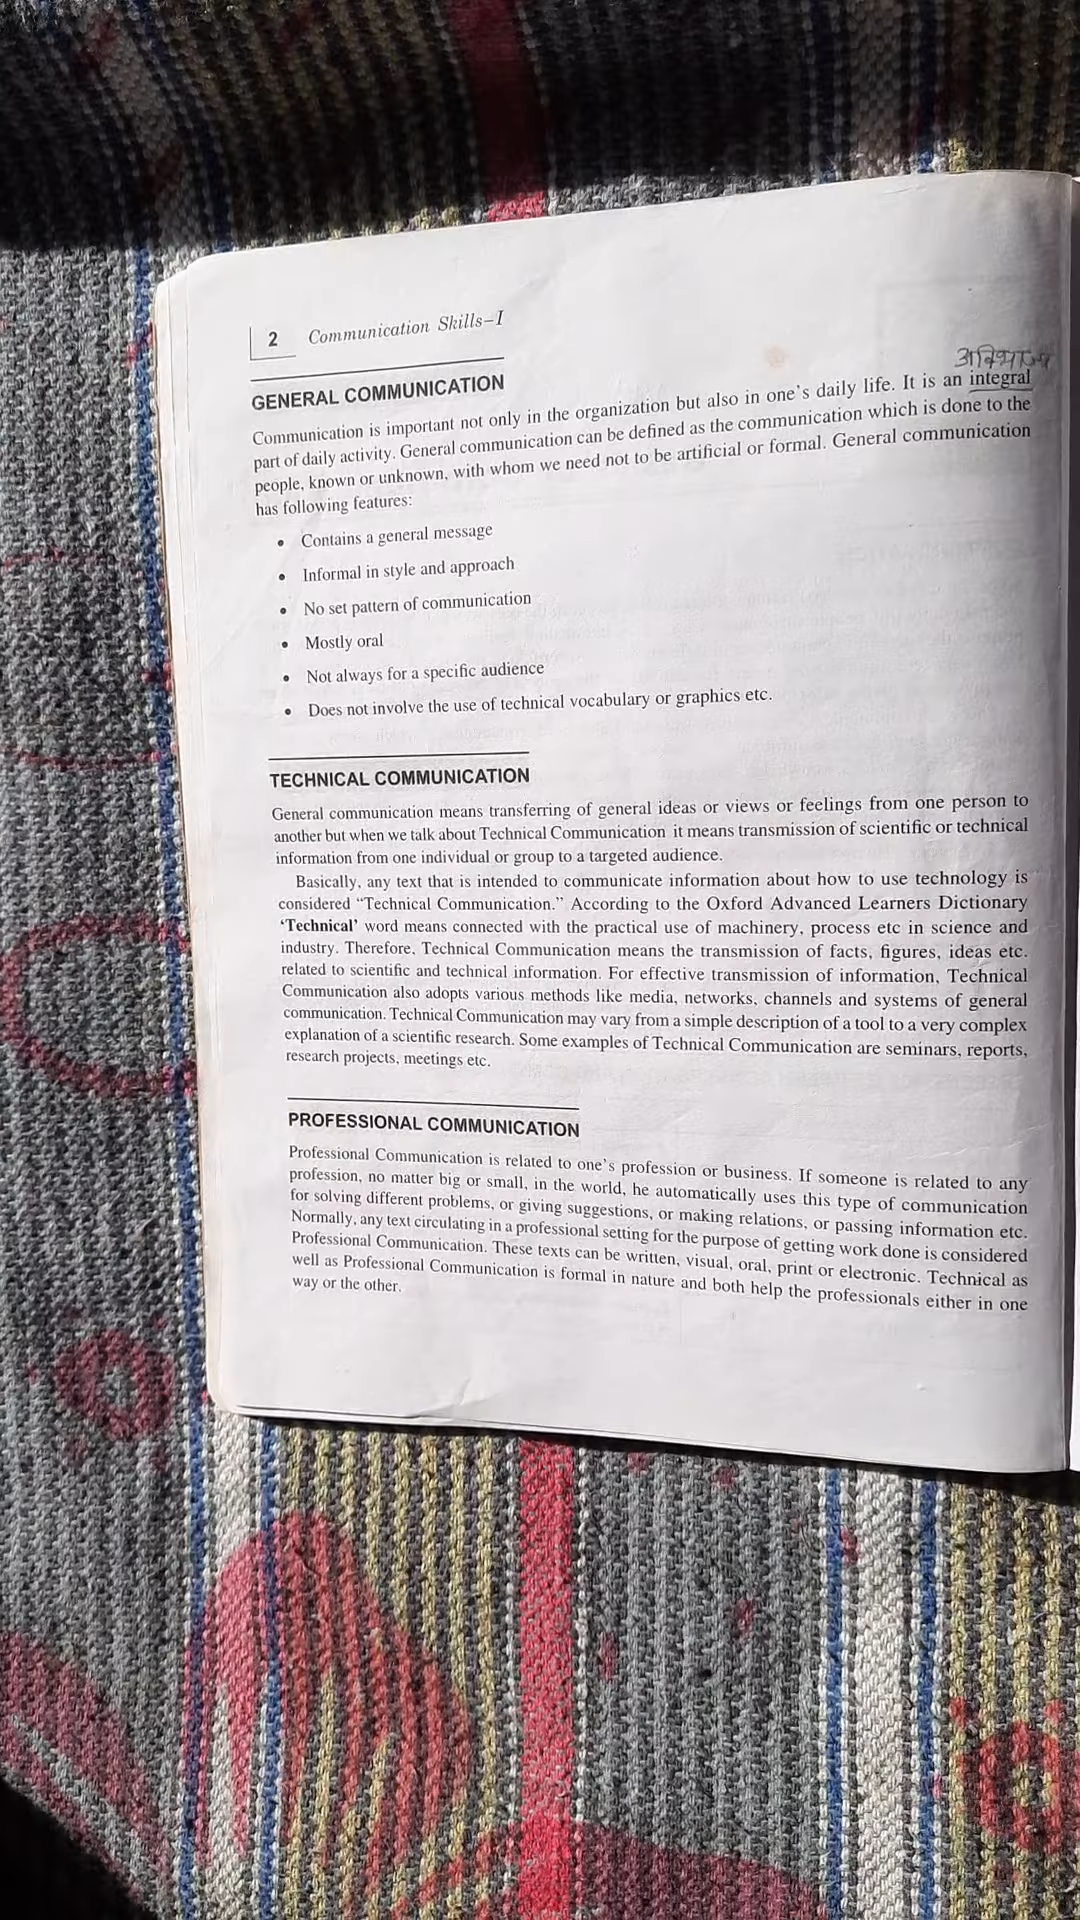 2 Communication Skills–I
GENERAL COMMUNICATION
अविभाज्य
Communication is important not only in the organization but also in one's daily life. It is an integral
part of daily activity. General communication can be defined as the communication which is done to the
people, known or unknown, with whom we need not to be artificial or formal. General communication
has following features:
• Contains a general message
• Informal in style and approach
• No set pattern of communication
• Mostly oral
• Not always for a specific audience
• Does not involve the use of technical vocabulary or graphics etc.
TECHNICAL COMMUNICATION
General communication means transferring of general ideas or views or feelings from one person to
another but when we talk about Technical Communication it means transmission of scientific or technical
information from one individual or group to a targeted audience.
Basically, any text that is intended to communicate information about how to use technology is
considered “Technical Communication.” According to the Oxford Advanced Learners Dictionary
‘Technical’ word means connected with the practical use of machinery, process etc in science and
industry. Therefore, Technical Communication means the transmission of facts, figures, ideas etc.
related to scientific and technical information. For effective transmission of information, Technical
Communication also adopts various methods like media, networks, channels and systems of general
communication. Technical Communication may vary from a simple description of a tool to a very complex
explanation of a scientific research. Some examples of Technical Communication are seminars, reports,
research projects, meetings etc.
PROFESSIONAL COMMUNICATION
Professional Communication is related to one's profession or business. If someone is related to any
profession, no matter big or small, in the world, he automatically uses this type of communication
for solving different problems, or giving suggestions, or making relations, or passing information etc.
Normally, any text circulating in a professional setting for the purpose of getting work done is considered
Professional Communication. These texts can be written, visual, oral, print or electronic. Technical as
well as Professional Communication is formal in nature and both help the professionals either in one
way or the other.